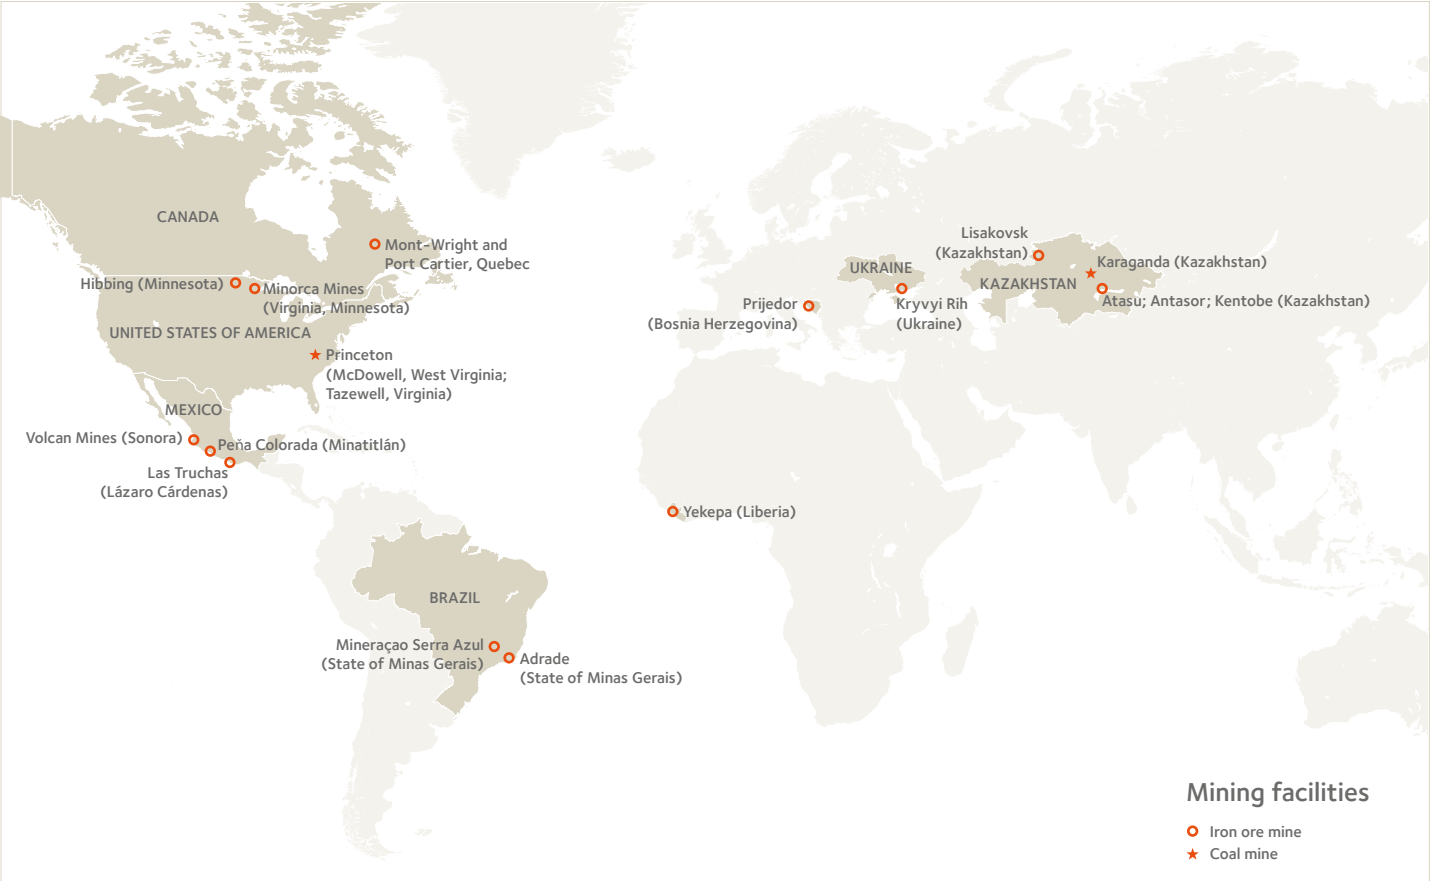 CANADA
Mont-Wright and
Port Cartier, Quebec
Hibbing (Minnesota)
Minorca Mines
(Virginia, Minnesota)
UNITED STATES OF AMERICA
Princeton
(McDowell, West Virginia;
Tazewell, Virginia)
MEXICO
Volcan Mines (Sonora)
Peňa Colorada (Minatitlán)
Las Truchas
(Lázaro Cárdenas)
BRAZIL
Mineraçao Serra Azul
(State of Minas Gerais)
Adrade
(State of Minas Gerais)
Yekepa (Liberia)
Prijedor
(Bosnia Herzegovina)
UKRAINE
Kryvyi Rih
(Ukraine)
Lisakovsk
(Kazakhstan)
KAZAKHSTAN
Karaganda (Kazakhstan)
Atasu; Antasor; Kentobe (Kazakhstan)
Mining facilities
Iron ore mine
Coal mine